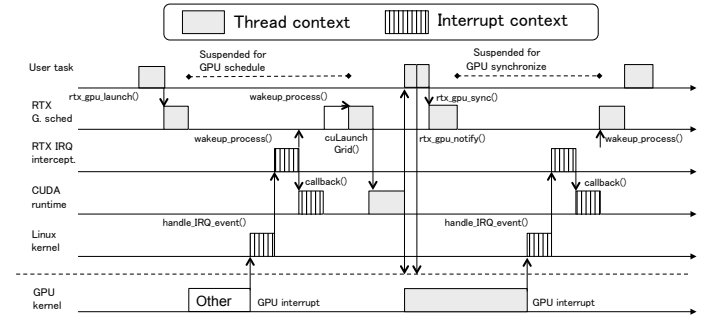 Thread context
Interrupt context
Suspended for
GPU schedule
Suspended for
GPU synchronize
User task
rtx_gpu_launch()
wakeup_process()
rtx_gpu_sync()
RTX
G. sched
wakeup_process()
cuLaunch
Grid()
rtx_gpu_notify()
wakeup_process()
RTX IRQ
intercept.
callback()
callback()
CUDA
runtime
handle_IRQ_event()
handle_IRQ_event()
Linux
kernel
GPU
kernel
Other
GPU interrupt
GPU interrupt